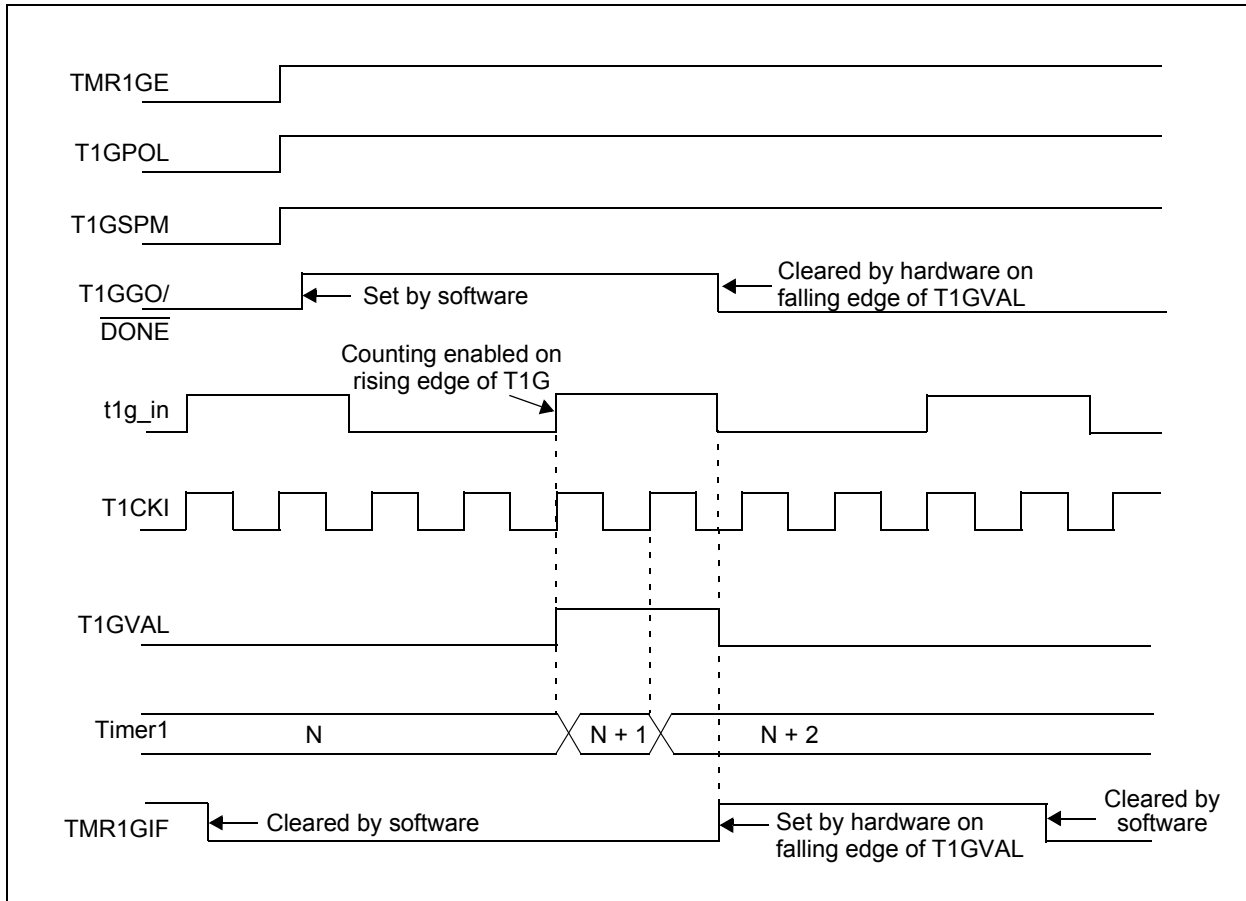 TMR1GE
T1GPOL
T1GSPM
T1GGO/
DONE
Set by software
Cleared by hardware on
falling edge of T1GVAL
Counting enabled on
rising edge of T1G
t1g_in
T1CKI
T1GVAL
Timer1
N
N + 1
N + 2
TMR1GIF
Cleared by software
Set by hardware on
falling edge of T1GVAL
Cleared by
software